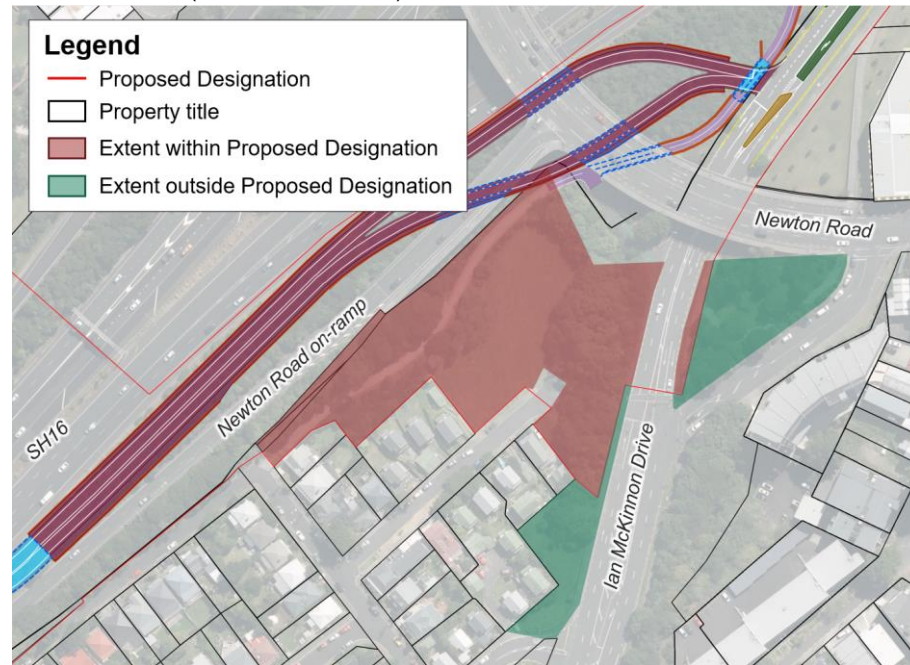 Legend
Proposed Designation
Property title
Extent within Proposed Designation
Extent outside Proposed Designation
Newton Road
Newton Road on-ramp
SH16
Ian McKinnon Drive